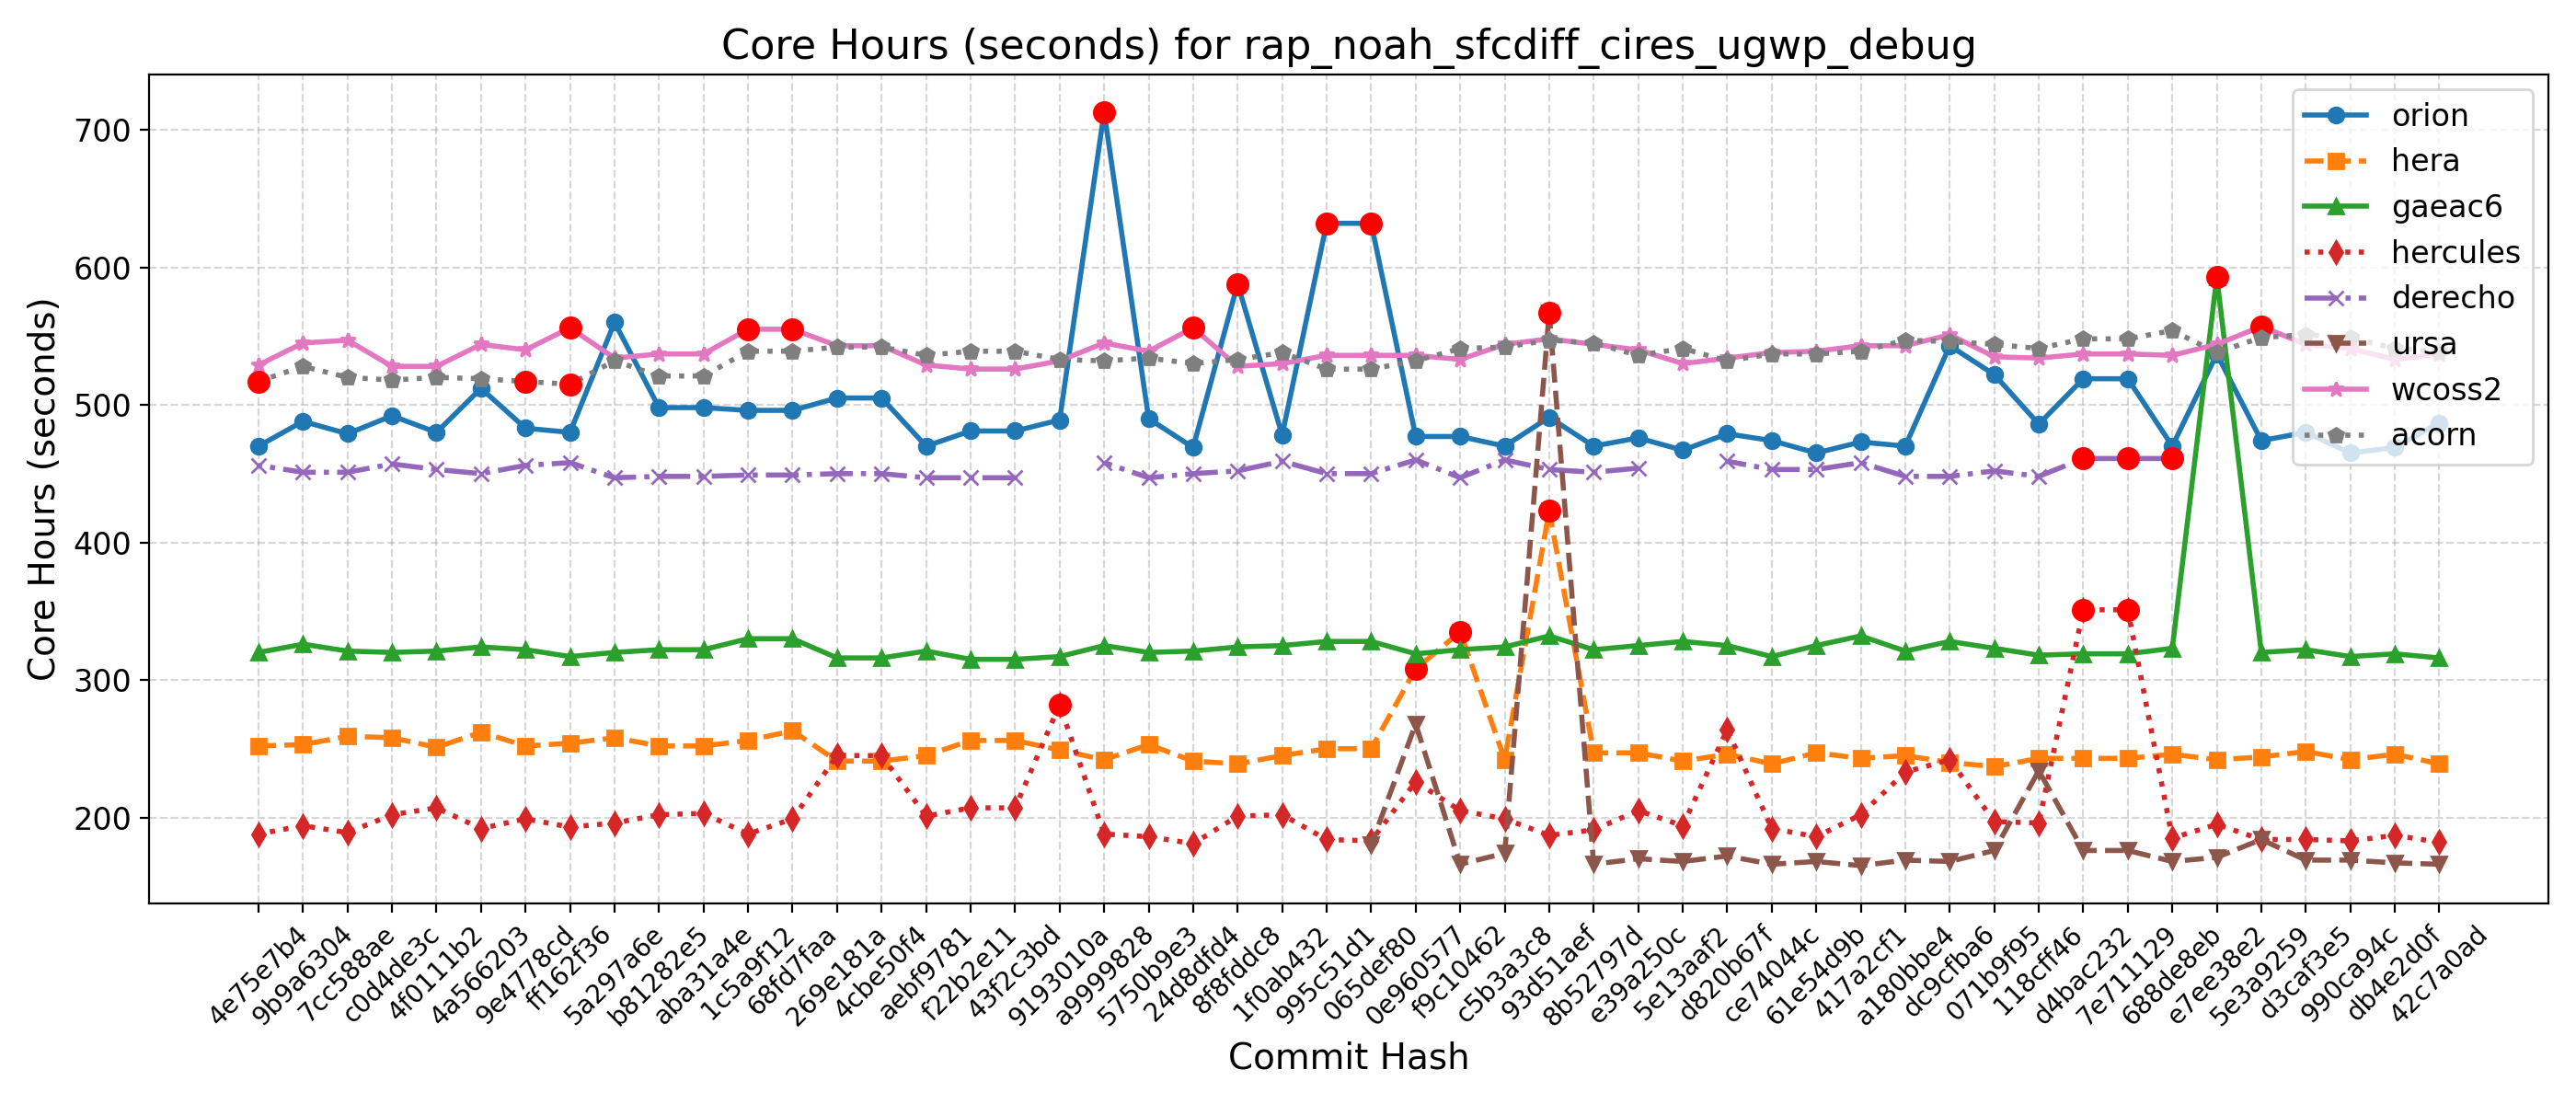 Core Hours (seconds) for rap_noah_sfcdiff_cires_ugwp_debug
Core Hours (seconds)
700
600
500
400
300
200
orion
hera
gaeac6
hercules
derecho
ursa
wcoss2
acorn
4e75e7b4
9b9a6304
7cc588ae
c0d4de3c
4f0111b2
4a566203
9e4778cd
ff162f36
5a297a6e
b81282e5
aba31a4e
1c5a9f12
68fd7faa
269e181a
4cbe50f4
aebf9781
f22b2e11
43f2c3bd
9193010a
a9999828
5750b9e3
24d8dfd4
8f8fddc8
1f0ab432
995c51d1
065def80
0e960577
f9c10462
c5b3a3c8
93d51aef
8b52797d
e39a250c
5e13aaf2
d820b67f
ce74044c
61e54d9b
417a2cf1
a180bbe4
dc9cfba6
071b9f95
118cff46
d4bac232
7e711129
688de8eb
e7ee38e2
5e3a9259
d3caf3e5
990ca94c
db4e2d0f
42c7a0ad
Commit Hash